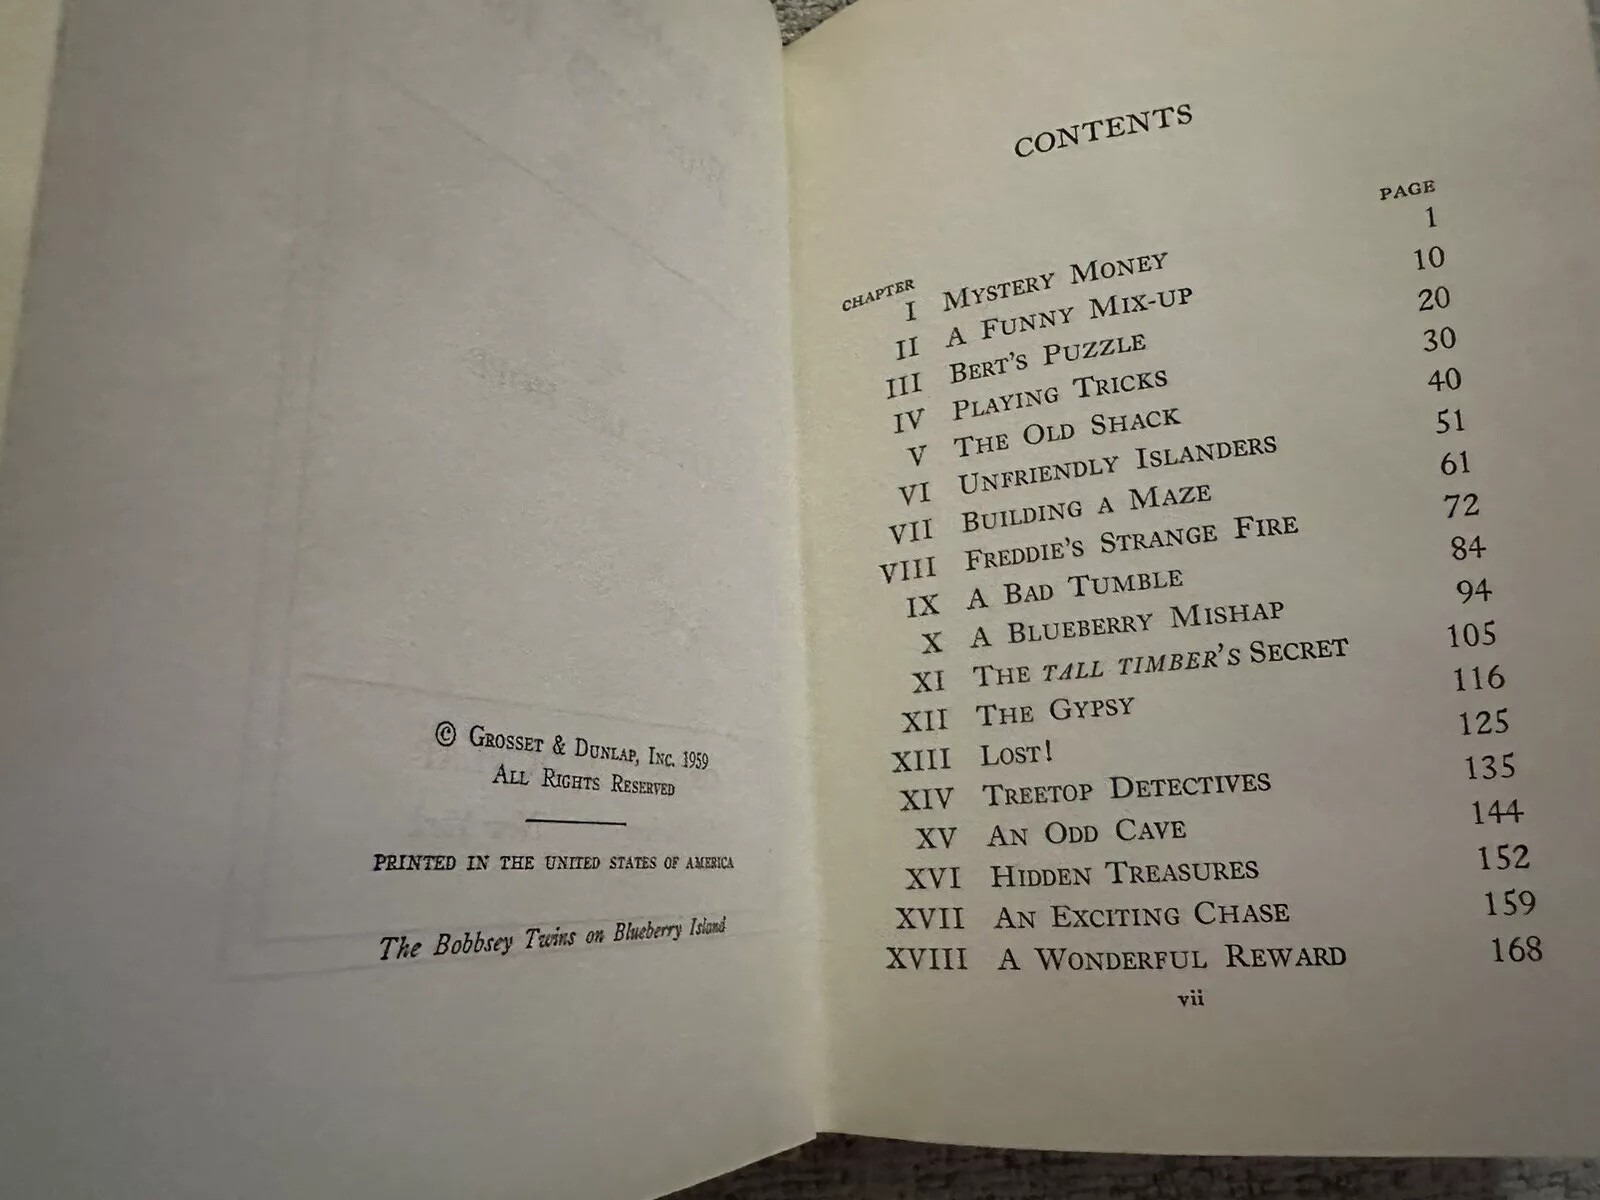 © GROSSET & DUNLAP, INC. 1959
ALL RIGHTS RESERVED
PRINTED IN THE UNITED STATES OF AMERICA
The Bobbsey Twins on Blueberry Island
CONTENTS
CHAPTER PAGE
I MYSTERY MONEY 1
II A FUNNY MIX-UP 10
III BERT'S PUZZLE 20
IV PLAYING TRICKS 30
V THE OLD SHACK 40
VI UNFRIENDLY ISLANDERS 51
VII BUILDING A MAZE 61
VIII FREDDIE'S STRANGE FIRE 72
IX A BAD TUMBLE 84
X A BLUEBERRY MISHAP 94
XI THE TALL TIMBER'S SECRET 105
XII THE GYPSY 116
XIII LOST! 125
XIV TREETOP DETECTIVES 135
XV AN ODD CAVE 144
XVI HIDDEN TREASURES 152
XVII AN EXCITING CHASE 159
XVIII A WONDERFUL REWARD 168
vii